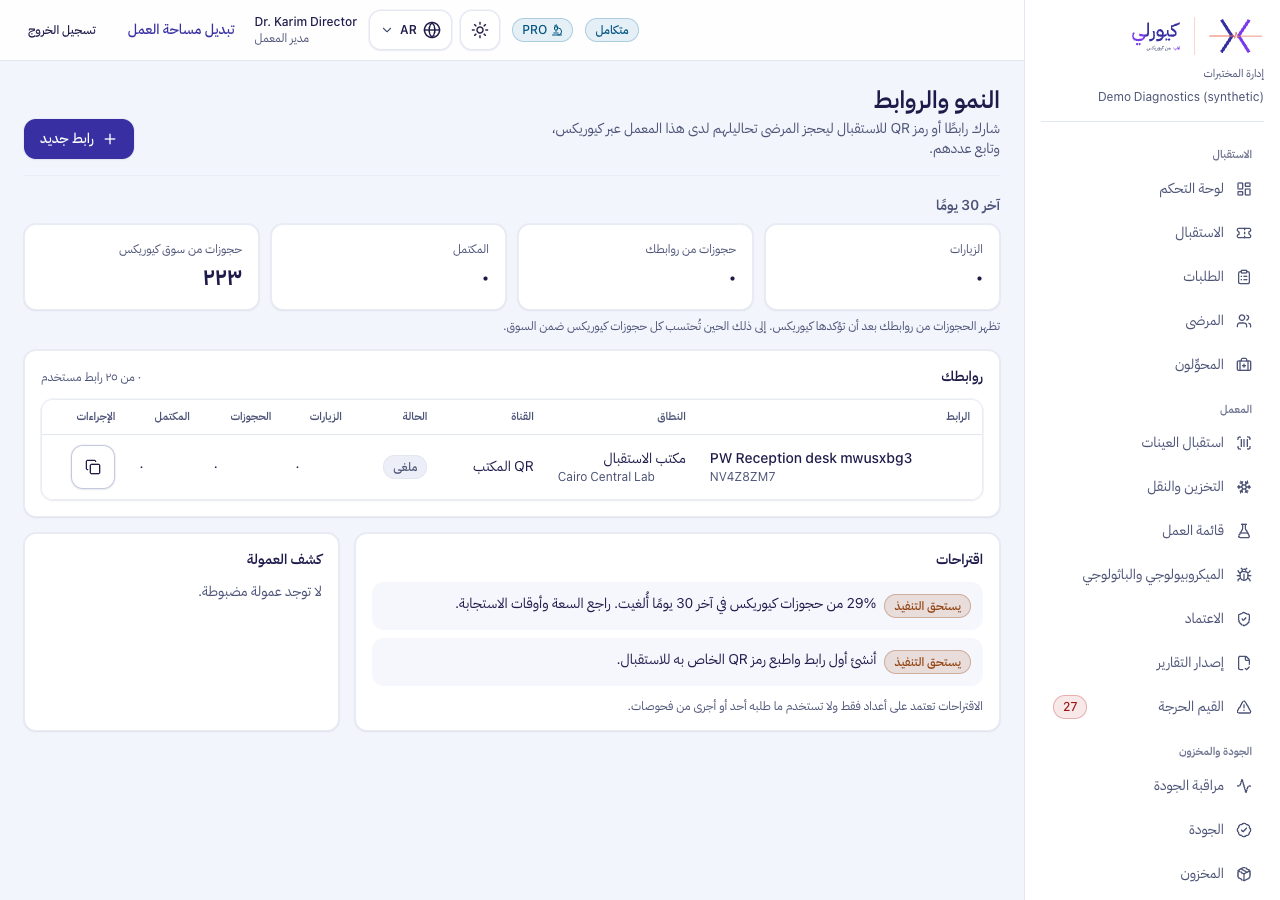 كيورلي
لاب من كيوريكس
إدارة المختبرات
Demo Diagnostics (synthetic)
الاستقبال
لوحة التحكم
الاستقبال
الطلبات
المرضى
المحوِّلون
المعمل
استقبال العينات
التخزين والنقل
قائمة العمل
الميكروبيولوجي والباثولوجي
الاعتماد
إصدار التقارير
القيم الحرجة
27
الجودة والمخزون
مراقبة الجودة
الجودة
المخزون
متكامل
PRO
AR
Dr. Karim Director
مدير المعمل
تبديل مساحة العمل
تسجيل الخروج
النمو والروابط
شارك رابطًا أو رمز QR للاستقبال ليحجز المرضى تحاليلهم لدى هذا المعمل عبر كيوريكس،
وتابع عددهم.
رابط جديد
آخر 30 يومًا
الزيارات
٠
حجوزات من روابطك
٠
المكتمل
٠
حجوزات من سوق كيوريكس
٢٢٣
تظهر الحجوزات من روابطك بعد أن تؤكدها كيوريكس. إلى ذلك الحين تُحتسب كل حجوزات كيوريكس ضمن السوق.
روابطك
٠ من ٢٥ رابط مستخدم
الرابط النطاق القناة الحالة الزيارات الحجوزات المكتمل الإجراءات
PW Reception desk mwusxbg3
NV4Z8ZM7
مكتب الاستقبال
Cairo Central Lab
QR المكتب
ملغى
٠ ٠ ٠
اقتراحات
يستحق التنفيذ
29% من حجوزات كيوريكس في آخر 30 يومًا أُلغيت. راجع السعة وأوقات الاستجابة.
يستحق التنفيذ
أنشئ أول رابط واطبع رمز QR الخاص به للاستقبال.
الاقتراحات تعتمد على أعداد فقط ولا تستخدم ما طلبه أحد أو أجرى من فحوصات.
كشف العمولة
لا توجد عمولة مضبوطة.